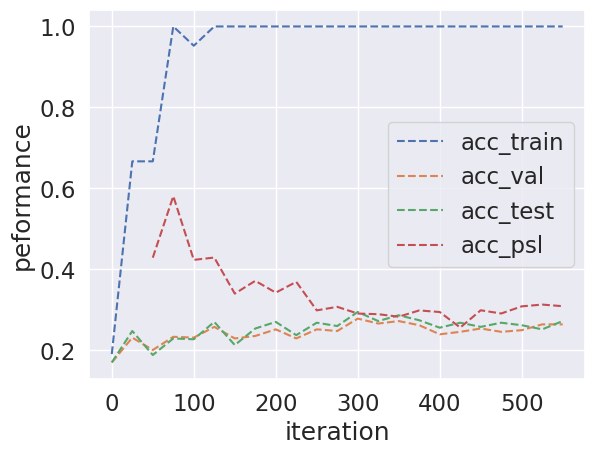 1.0
0.8
0.6
0.4
0.2
peformance
acc_train
acc_val
acc_test
acc_psl
0 100 200 300 400 500
iteration